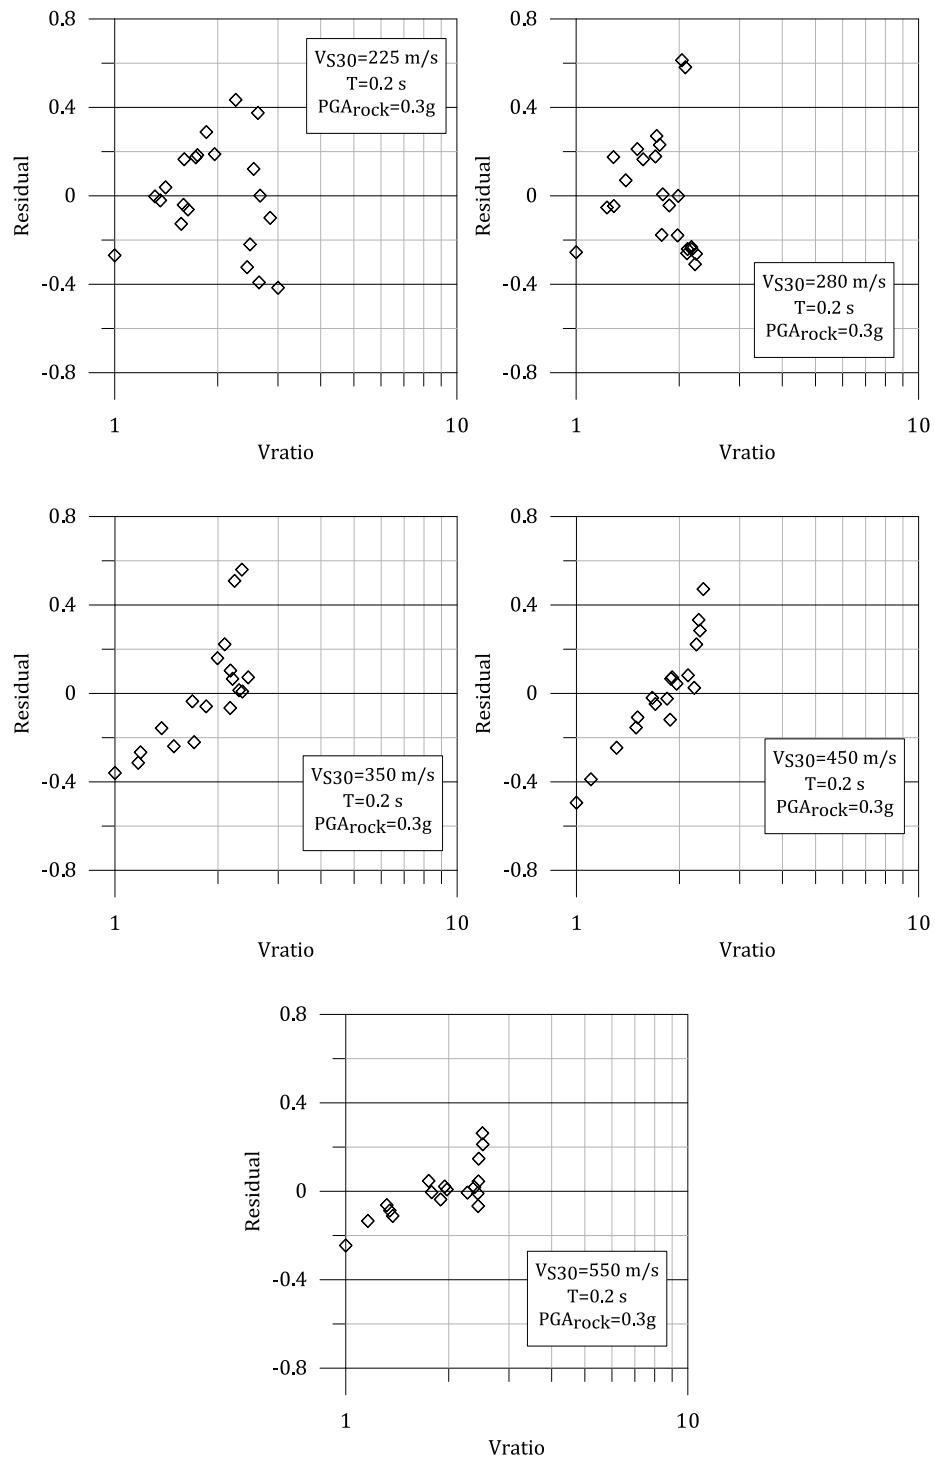 0.8
0.4
0
-0.4
-0.8
Residual
VS30=225 m/s
T=0.2 s
PGArock=0.3g
1
10
Vratio
0.8
0.4
0
-0.4
-0.8
Residual
VS30=280 m/s
T=0.2 s
PGArock=0.3g
1
10
Vratio
0.8
0.4
0
-0.4
-0.8
Residual
VS30=350 m/s
T=0.2 s
PGArock=0.3g
1
10
Vratio
0.8
0.4
0
-0.4
-0.8
Residual
VS30=450 m/s
T=0.2 s
PGArock=0.3g
1
10
Vratio
0.8
0.4
0
-0.4
-0.8
Residual
VS30=550 m/s
T=0.2 s
PGArock=0.3g
1
10
Vratio